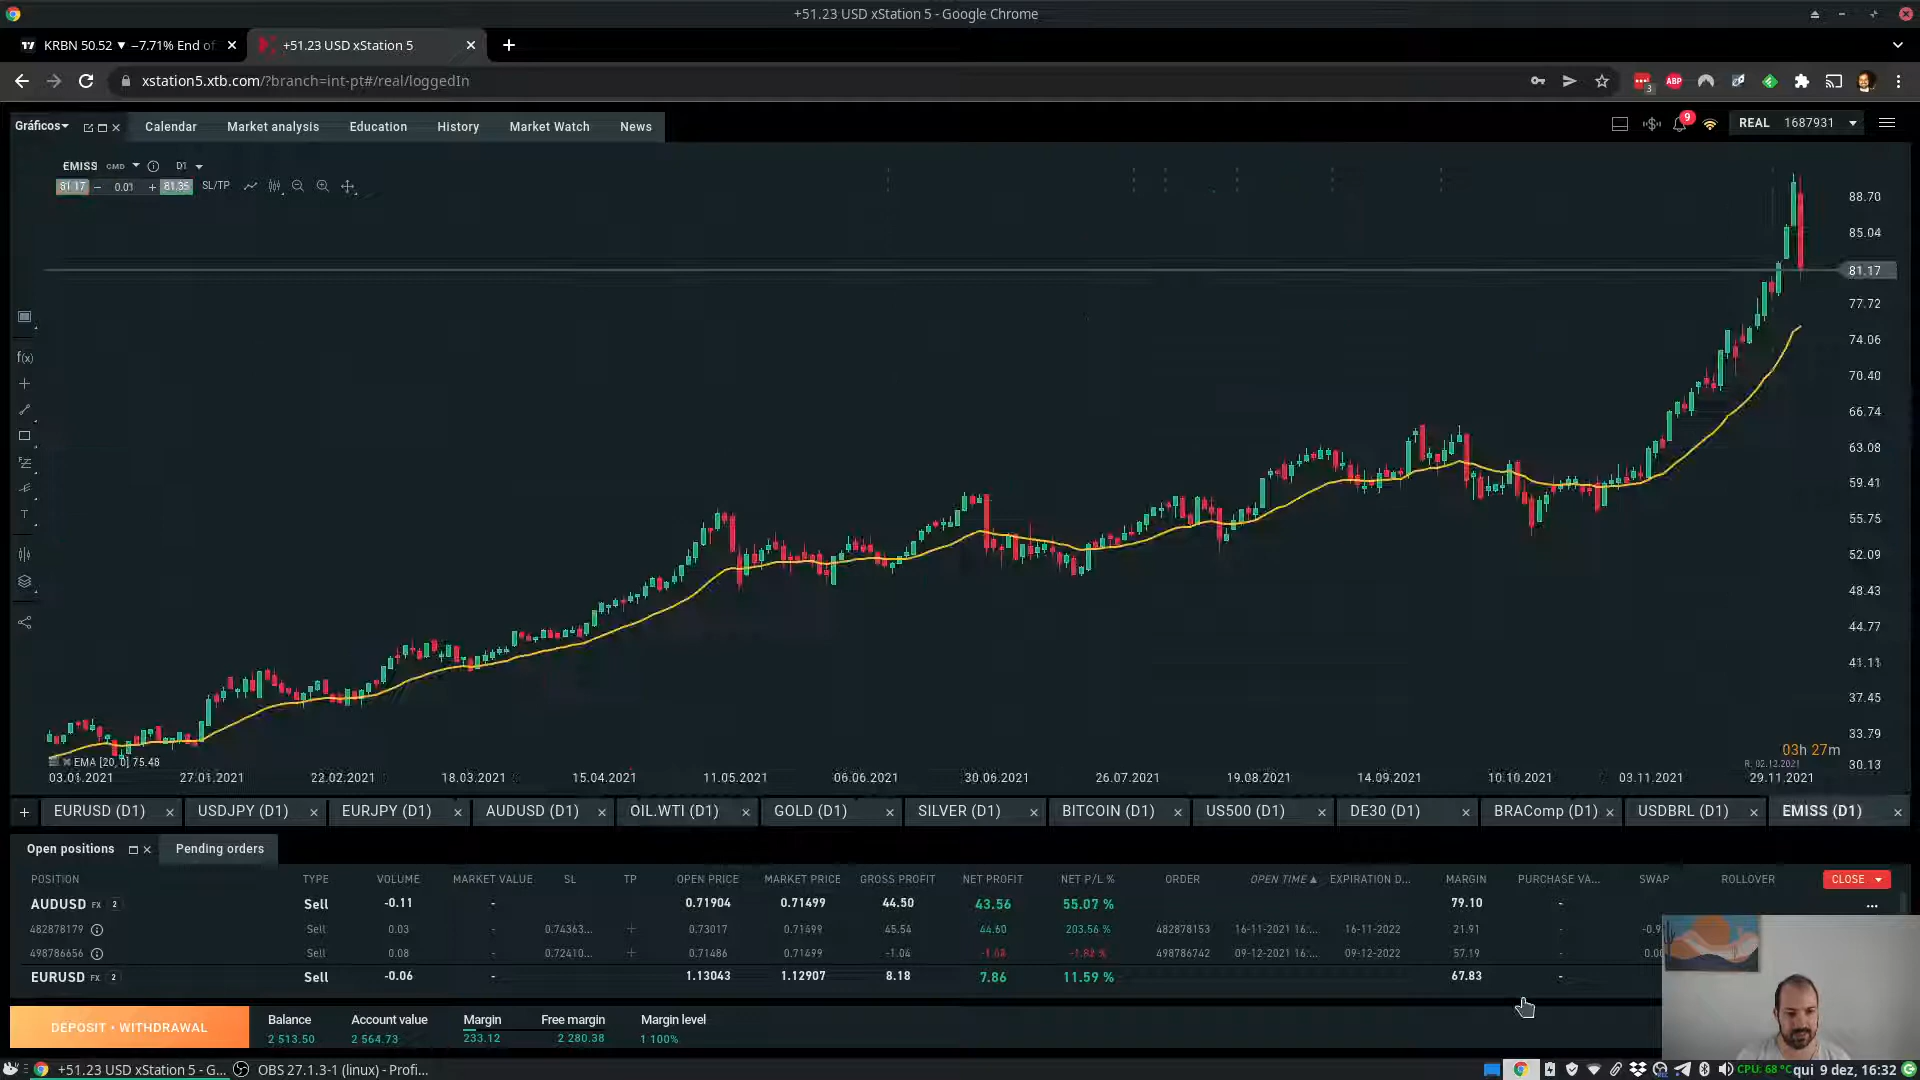 +51.23 USD xStation 5 - Google Chrome
KRBN 50.52 ▼ −7.71% End of
+51.23 USD xStation 5
xstation5.xtb.com/?branch=int-pt#/real/loggedIn
3
ABP
Gráficos
Calendar
Market analysis
Education
History
Market Watch
News
9
REAL 1687931
EMISS CMD D1
81.17 − 0.01 + 81.35 SL/TP
88.70
85.04
81.17
77.72
74.06
70.40
66.74
63.08
59.41
55.75
52.09
48.43
44.77
41.11
37.45
33.79
30.13
f(x)
T
03h 27m
R: 02.12.2021
EMA [20, 0] 75.48
03.01.2021 27.01.2021 22.02.2021 18.03.2021 15.04.2021 11.05.2021 06.06.2021 30.06.2021 26.07.2021 19.08.2021 14.09.2021 10.10.2021 03.11.2021 29.11.2021
+ EURUSD (D1) USDJPY (D1) EURJPY (D1) AUDUSD (D1) OIL.WTI (D1) GOLD (D1) SILVER (D1) BITCOIN (D1) US500 (D1) DE30 (D1) BRAComp (D1) USDBRL (D1) EMISS (D1)
Open positions Pending orders
POSITION TYPE VOLUME MARKET VALUE SL TP OPEN PRICE MARKET PRICE GROSS PROFIT NET PROFIT NET P/L % ORDER OPEN TIME ▲ EXPIRATION D... MARGIN PURCHASE VA... SWAP ROLLOVER CLOSE
AUDUSD FX 2 Sell -0.11 - 0.71904 0.71499 44.50 43.56 55.07 % 79.10 - ...
482878179 Sell 0.03 - 0.74363... + 0.73017 0.71499 45.54 44.60 203.56 % 482878153 16-11-2021 16:... 16-11-2022 21.91 - -0.9
498786656 Sell 0.08 - 0.72410... + 0.71486 0.71499 -1.04 -1.04 -1.82 % 498786742 09-12-2021 16:... 09-12-2022 57.19 - 0.00
EURUSD FX 2 Sell -0.06 - 1.13043 1.12907 8.18 7.86 11.59 % 67.83 -
DEPOSIT • WITHDRAWAL
Balance Account value Margin Free margin Margin level
2 513.50 2 564.73 233.12 2 280.38 1 100%
+51.23 USD xStation 5 - G...
OBS 27.1.3-1 (linux) - Profi...
CPU: 68 °C
qui 9 dez, 16:32